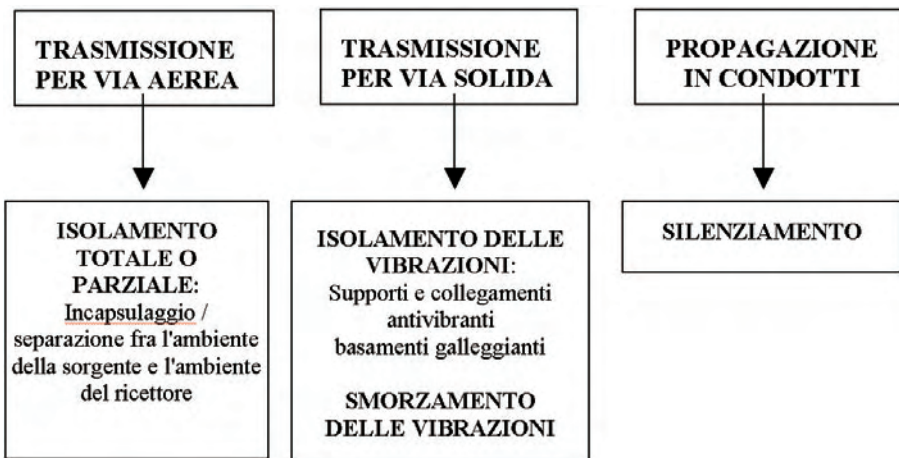 TRASMISSIONE
PER VIA AEREA
TRASMISSIONE
PER VIA SOLIDA
PROPAGAZIONE
IN CONDOTTI
ISOLAMENTO
TOTALE O
PARZIALE:
Incapsulaggio /
separazione fra l'ambiente
della sorgente e l'ambiente
del ricettore
ISOLAMENTO DELLE
VIBRAZIONI:
Supporti e collegamenti
antivibranti
basamenti galleggianti
SMORZAMENTO
DELLE VIBRAZIONI
SILENZIAMENTO